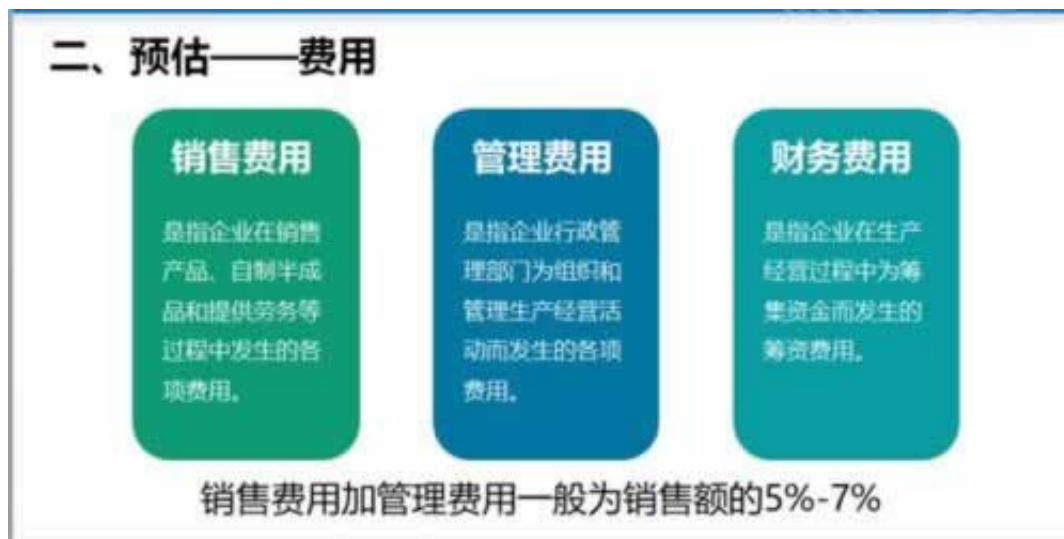 二、预估——费用
销售费用
是指企业在销售
产品、自制半成
品和提供劳务等
过程中发生的各
项费用。
管理费用
是指企业行政管
理部门为组织和
管理生产经营活
动而发生的各项
费用。
财务费用
是指企业在生产
经营过程中为筹
集资金而发生的
筹资费用。
销售费用加管理费用一般为销售额的5%-7%